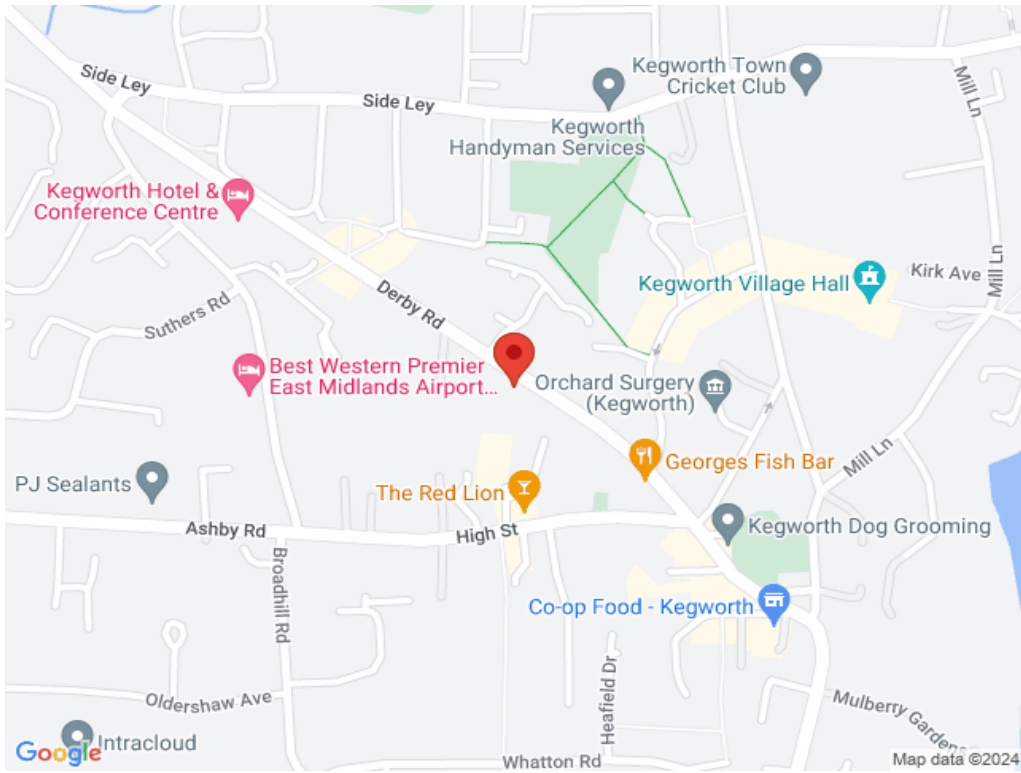 Side Ley
Side Ley
Kegworth Town
Cricket Club
Mill Ln
Kegworth
Handyman Services
Kegworth Hotel &
Conference Centre
Kegworth Village Hall
Kirk Ave
Mill Ln
Suthers Rd
Derby Rd
Best Western Premier
East Midlands Airport...
Orchard Surgery
(Kegworth)
Georges Fish Bar
Mill Ln
PJ Sealants
The Red Lion
Ashby Rd
High St
Kegworth Dog Grooming
Broadhill Rd
Co-op Food - Kegworth
Heafield Dr
Oldershaw Ave
Mulberry Gardens
Intracloud
Google
Whatton Rd
Map data ©2024